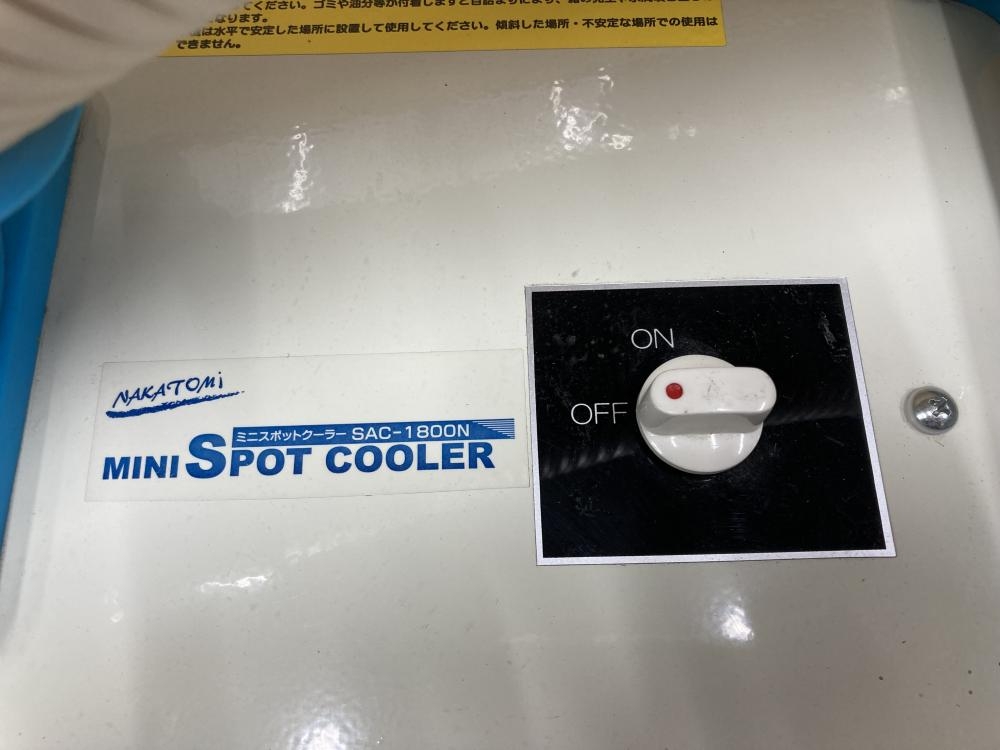 てください。ゴミや油分等が付着しますと目詰まりにより、
なります。
は水平で安定した場所に設置して使用してください。傾斜した場所・不安定な場所での使用は
できません。
ON
OFF
NAKATOMI
ミニスポットクーラー SAC-1800N
MINI SPOT COOLER